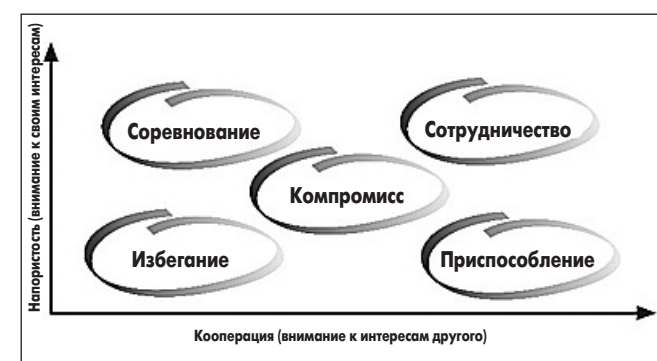 Напористость (внимание к своим интересам)
Соревнование
Сотрудничество
Компромисс
Избегание
Приспособление
Кооперация (внимание к интересам другого)